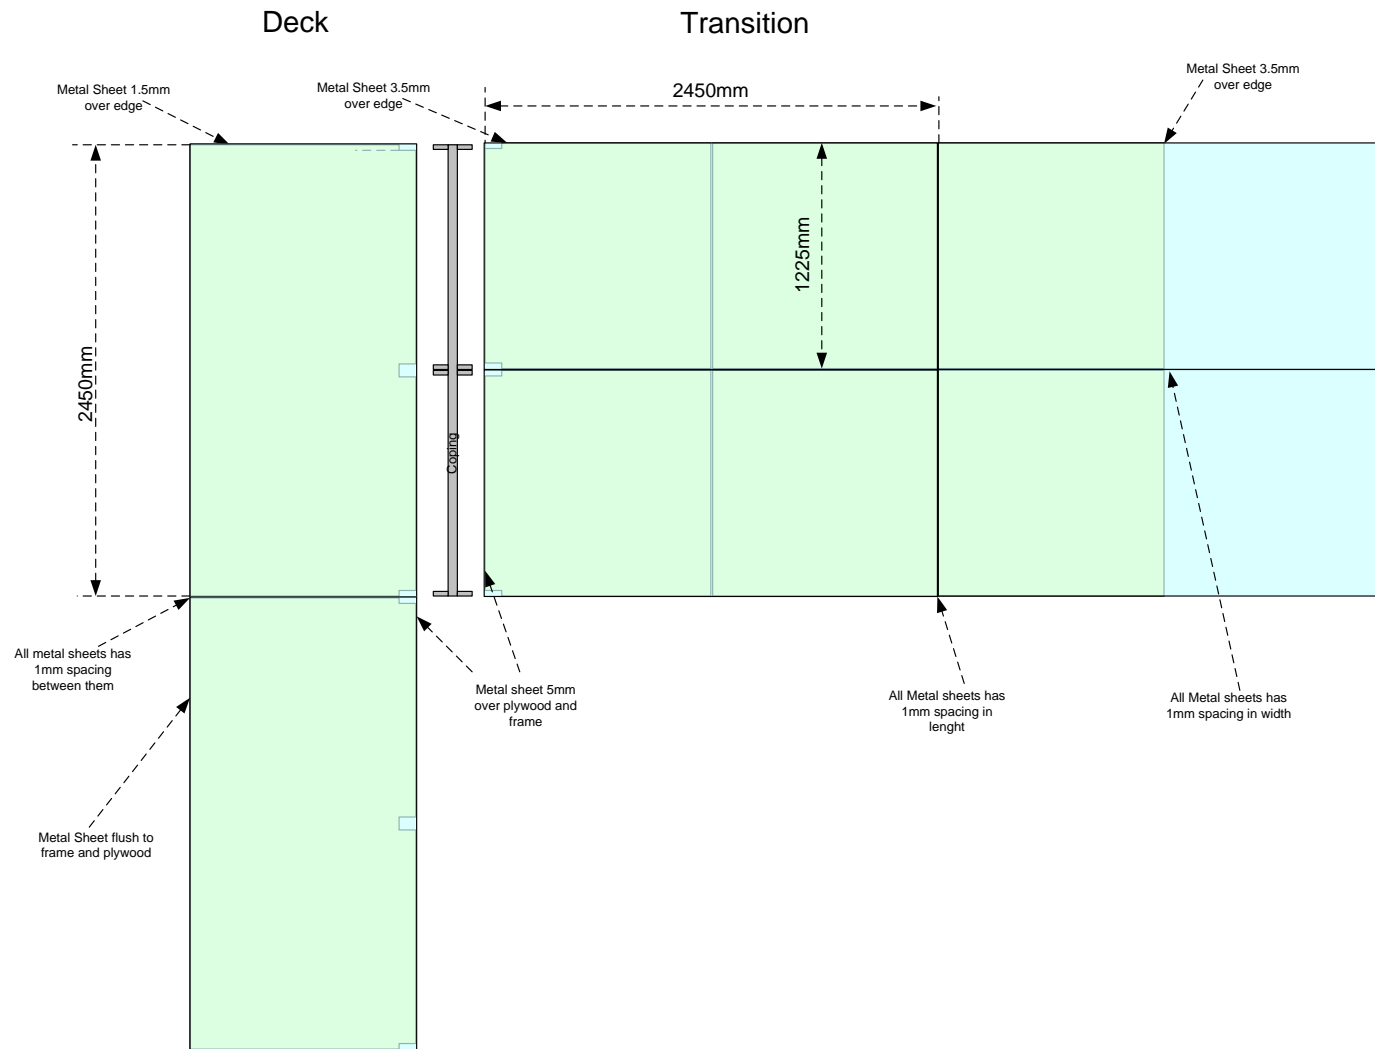 Deck
Transition
Metal Sheet 1.5mm
over edge
Metal Sheet 3.5mm
over edge
2450mm
Metal Sheet 3.5mm
over edge
1225mm
2450mm
Coping
All metal sheets has
1mm spacing
between them
Metal sheet 5mm
over plywood and
frame
All Metal sheets has
1mm spacing in
lenght
All Metal sheets has
1mm spacing in width
Metal Sheet flush to
frame and plywood